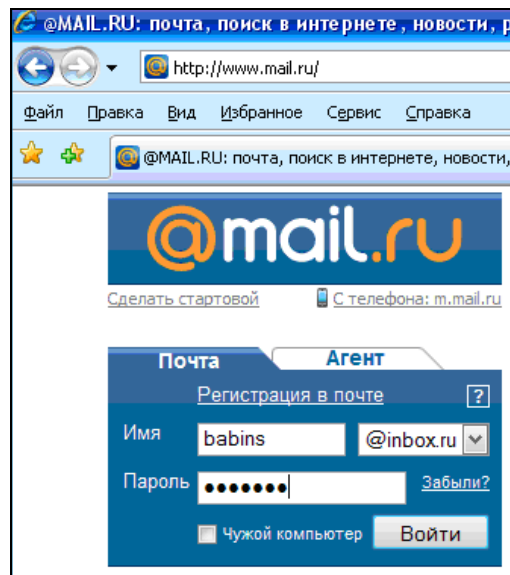 @MAIL.RU: почта, поиск в интернете, новости, р
http://www.mail.ru/
Файл Правка Вид Избранное Сервис Справка
@MAIL.RU: почта, поиск в интернете, новости,
@mail.ru
Сделать стартовой С телефона: m.mail.ru
Почта Агент
Регистрация в почте ?
Имя babins @inbox.ru
Пароль ●●●●●●● Забыли?
Чужой компьютер Войти